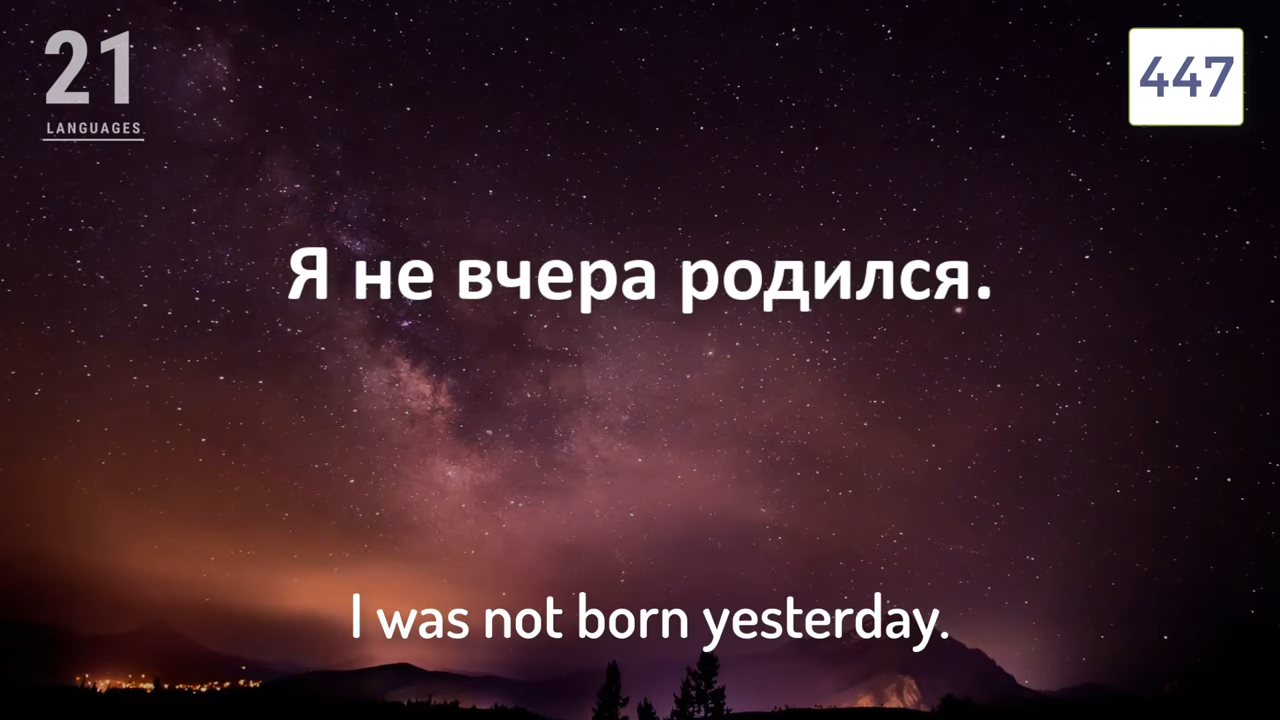 21
LANGUAGES
447
Я не вчера родился.
I was not born yesterday.